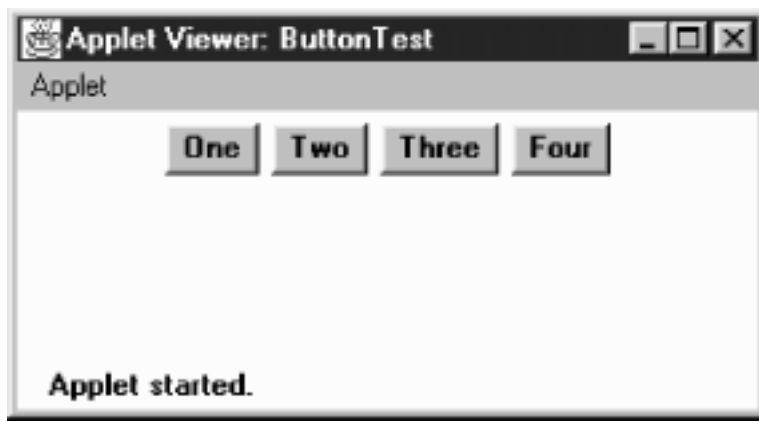 Applet Viewer: ButtonTest
Applet
One Two Three Four
Applet started.